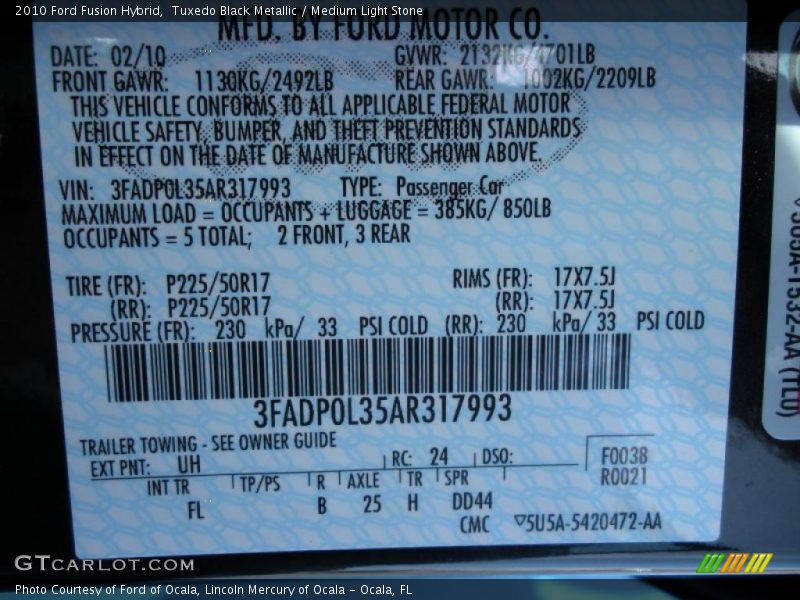 2010 Ford Fusion Hybrid,  Tuxedo Black Metallic / Medium Light Stone
MFD. BY FORD MOTOR CO.
DATE: 02/10 GVWR: 2132KG/4701LB
FRONT GAWR: 1130KG/2492LB REAR GAWR: 1002KG/2209LB
THIS VEHICLE CONFORMS TO ALL APPLICABLE FEDERAL MOTOR
VEHICLE SAFETY, BUMPER, AND THEFT PREVENTION STANDARDS
IN EFFECT ON THE DATE OF MANUFACTURE SHOWN ABOVE.
VIN: 3FADP0L35AR317993 TYPE: Passenger Car
MAXIMUM LOAD = OCCUPANTS + LUGGAGE = 385KG/ 850LB
OCCUPANTS = 5 TOTAL; 2 FRONT, 3 REAR
TIRE (FR): P225/50R17 RIMS (FR): 17X7.5J
(RR): P225/50R17 (RR): 17X7.5J
PRESSURE (FR): 230 kPa/ 33 PSI COLD (RR): 230 kPa/ 33 PSI COLD
3FADP0L35AR317993
TRAILER TOWING - SEE OWNER GUIDE
EXT PNT: UH RC: 24 DSO: F0038
R0021
INT TR TP/PS R AXLE TR SPR
FL B 25 H DD44
CMC 5U5A-5420472-AA
GTCARLOT.COM
Photo Courtesy of Ford of Ocala, Lincoln Mercury of Ocala – Ocala, FL